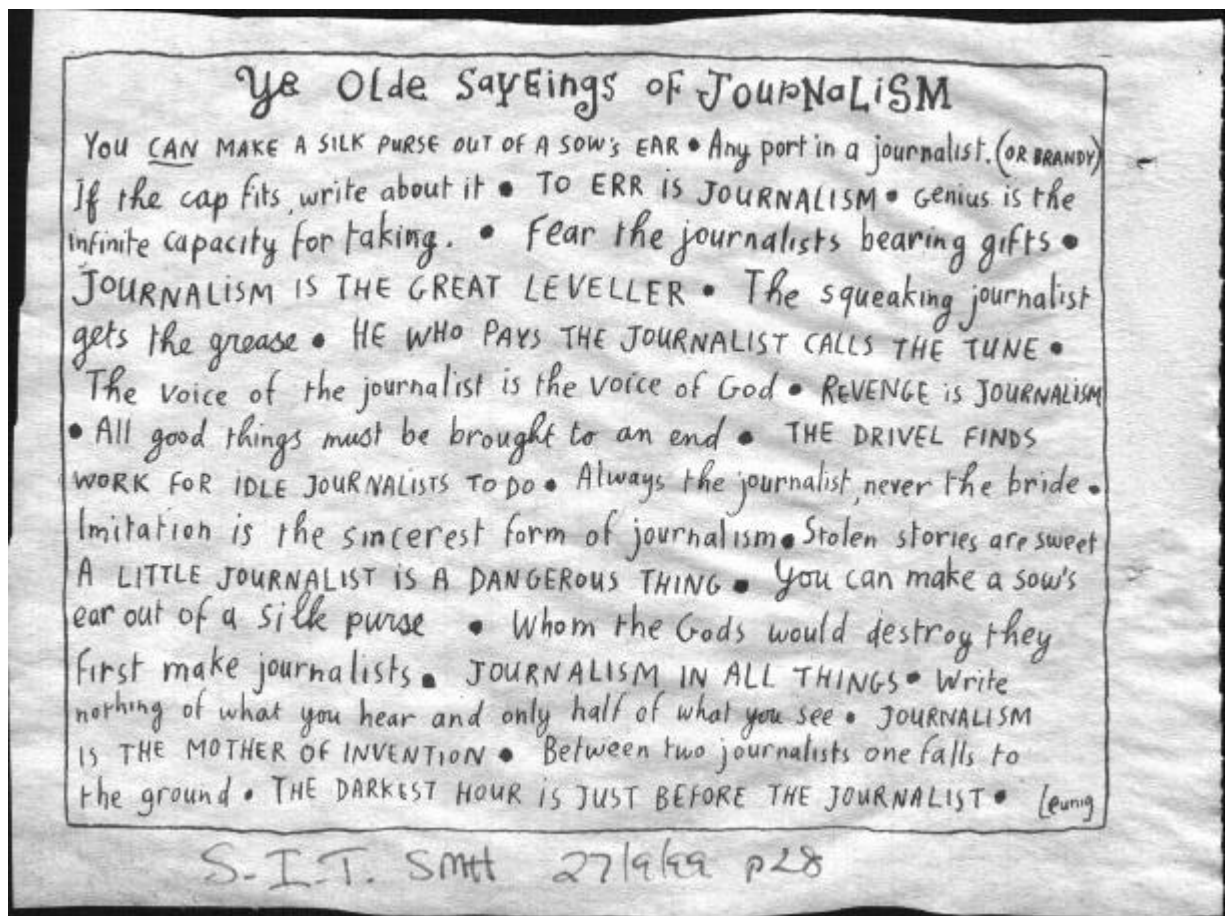 Ye Olde Sayeings of Journalism
YOU CAN MAKE A SILK PURSE OUT OF A SOW'S EAR • Any port in a journalist. (OR BRANDY)
If the cap fits, write about it • TO ERR is JOURNALISM • Genius is the
infinite capacity for taking. • Fear the journalists bearing gifts •
JOURNALISM IS THE GREAT LEVELLER • The squeaking journalist
gets the grease • HE WHO PAYS THE JOURNALIST CALLS THE TUNE •
The voice of the journalist is the voice of God • REVENGE is JOURNALISM
• All good things must be brought to an end • THE DRIVEL FINDS
WORK FOR IDLE JOURNALISTS TO DO • Always the journalist, never the bride •
Imitation is the sincerest form of journalism • Stolen stories are sweet
A LITTLE JOURNALIST IS A DANGEROUS THING • You can make a sow's
ear out of a silk purse • Whom the Gods would destroy they
first make journalists • JOURNALISM IN ALL THINGS • Write
nothing of what you hear and only half of what you see • JOURNALISM
IS THE MOTHER OF INVENTION • Between two journalists one falls to
the ground • THE DARKEST HOUR is JUST BEFORE THE JOURNALIST • Leunig
S.I.T. SMH 27/9/99 p28